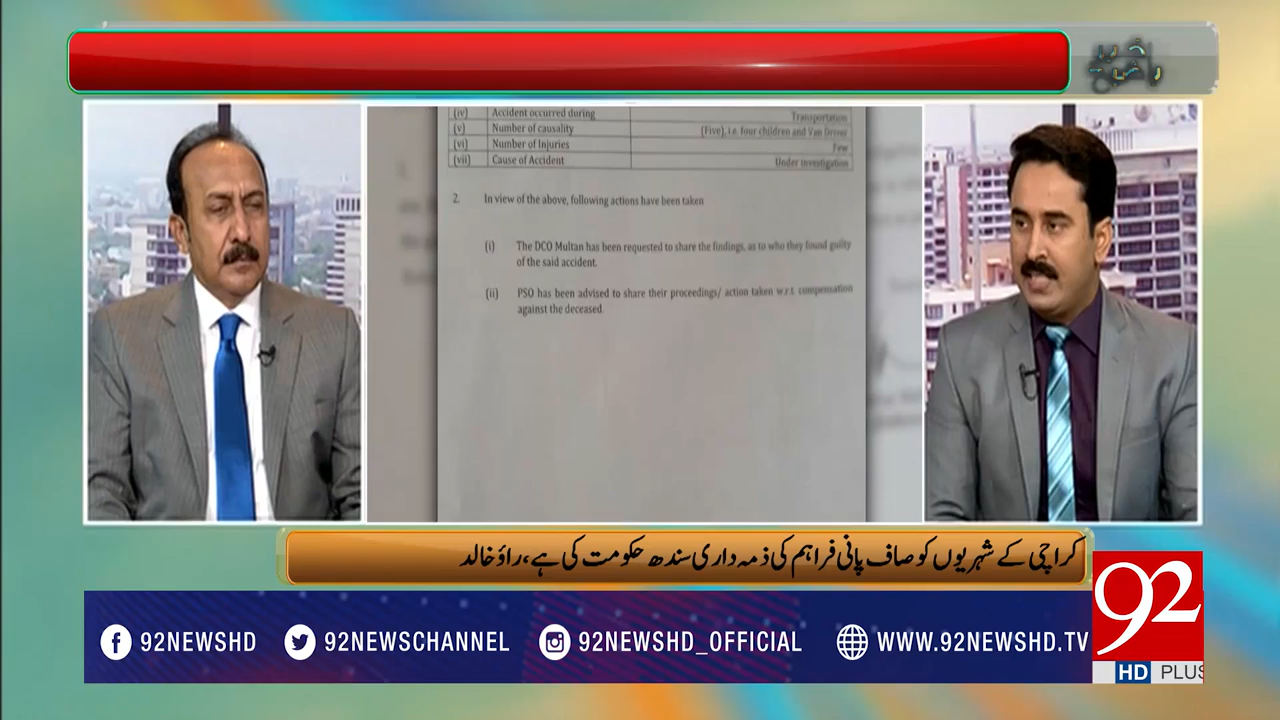 (iv) Accident occurred during Transportation
(v) Number of causality (Five), i.e. four children and Van Driver
(vi) Number of Injuries Few
(vii) Cause of Accident Under investigation
2. In view of the above, following actions have been taken
(i) The DCO Multan has been requested to share the findings, as to who they found guilty
of the said accident.
(ii) PSO has been advised to share their proceedings/ action taken w.r.t. compensation
against the deceased.
کراچی کے شہریوں کو صاف پانی فراہم کی ذمہ داری سندھ حکومت کی ہے، راؤ خالد
92NEWSHD 92NEWSCHANNEL 92NEWSHD_OFFICIAL WWW.92NEWSHD.TV
92
HD PLUS